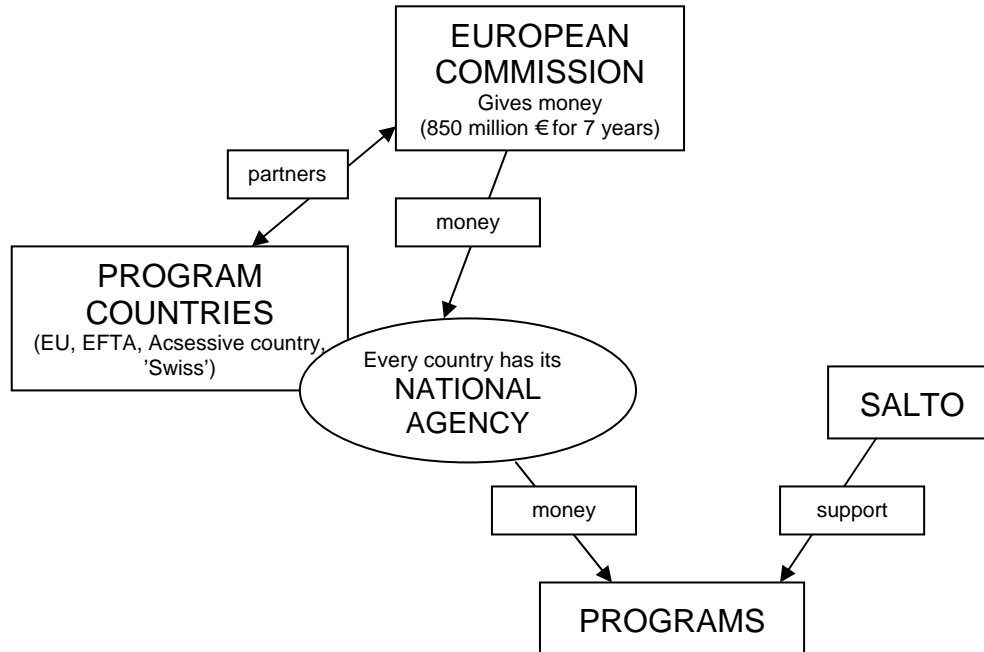 EUROPEAN
COMMISSION
Gives money
(850 million € for 7 years)
partners
money
PROGRAM
COUNTRIES
(EU, EFTA, Acsessive country,
’Swiss’)
Every country has its
NATIONAL
AGENCY
SALTO
money
support
PROGRAMS